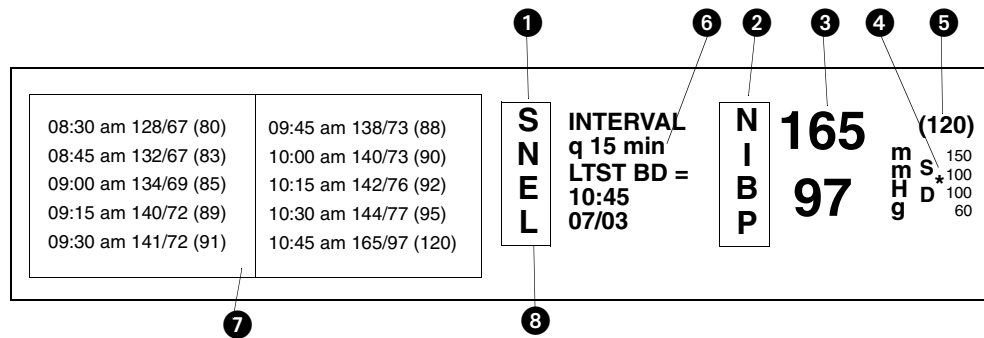 1
6
2
3
4
5
08:30 am 128/67 (80)
08:45 am 132/67 (83)
09:00 am 134/69 (85)
09:15 am 140/72 (89)
09:30 am 141/72 (91)
09:45 am 138/73 (88)
10:00 am 140/73 (90)
10:15 am 142/76 (92)
10:30 am 144/77 (95)
10:45 am 165/97 (120)
SNEL
INTERVAL
q 15 min
LTST BD =
10:45
07/03
NIBP
165
97
mmHg
(120)
S
D
*
150
100
100
60
7
8